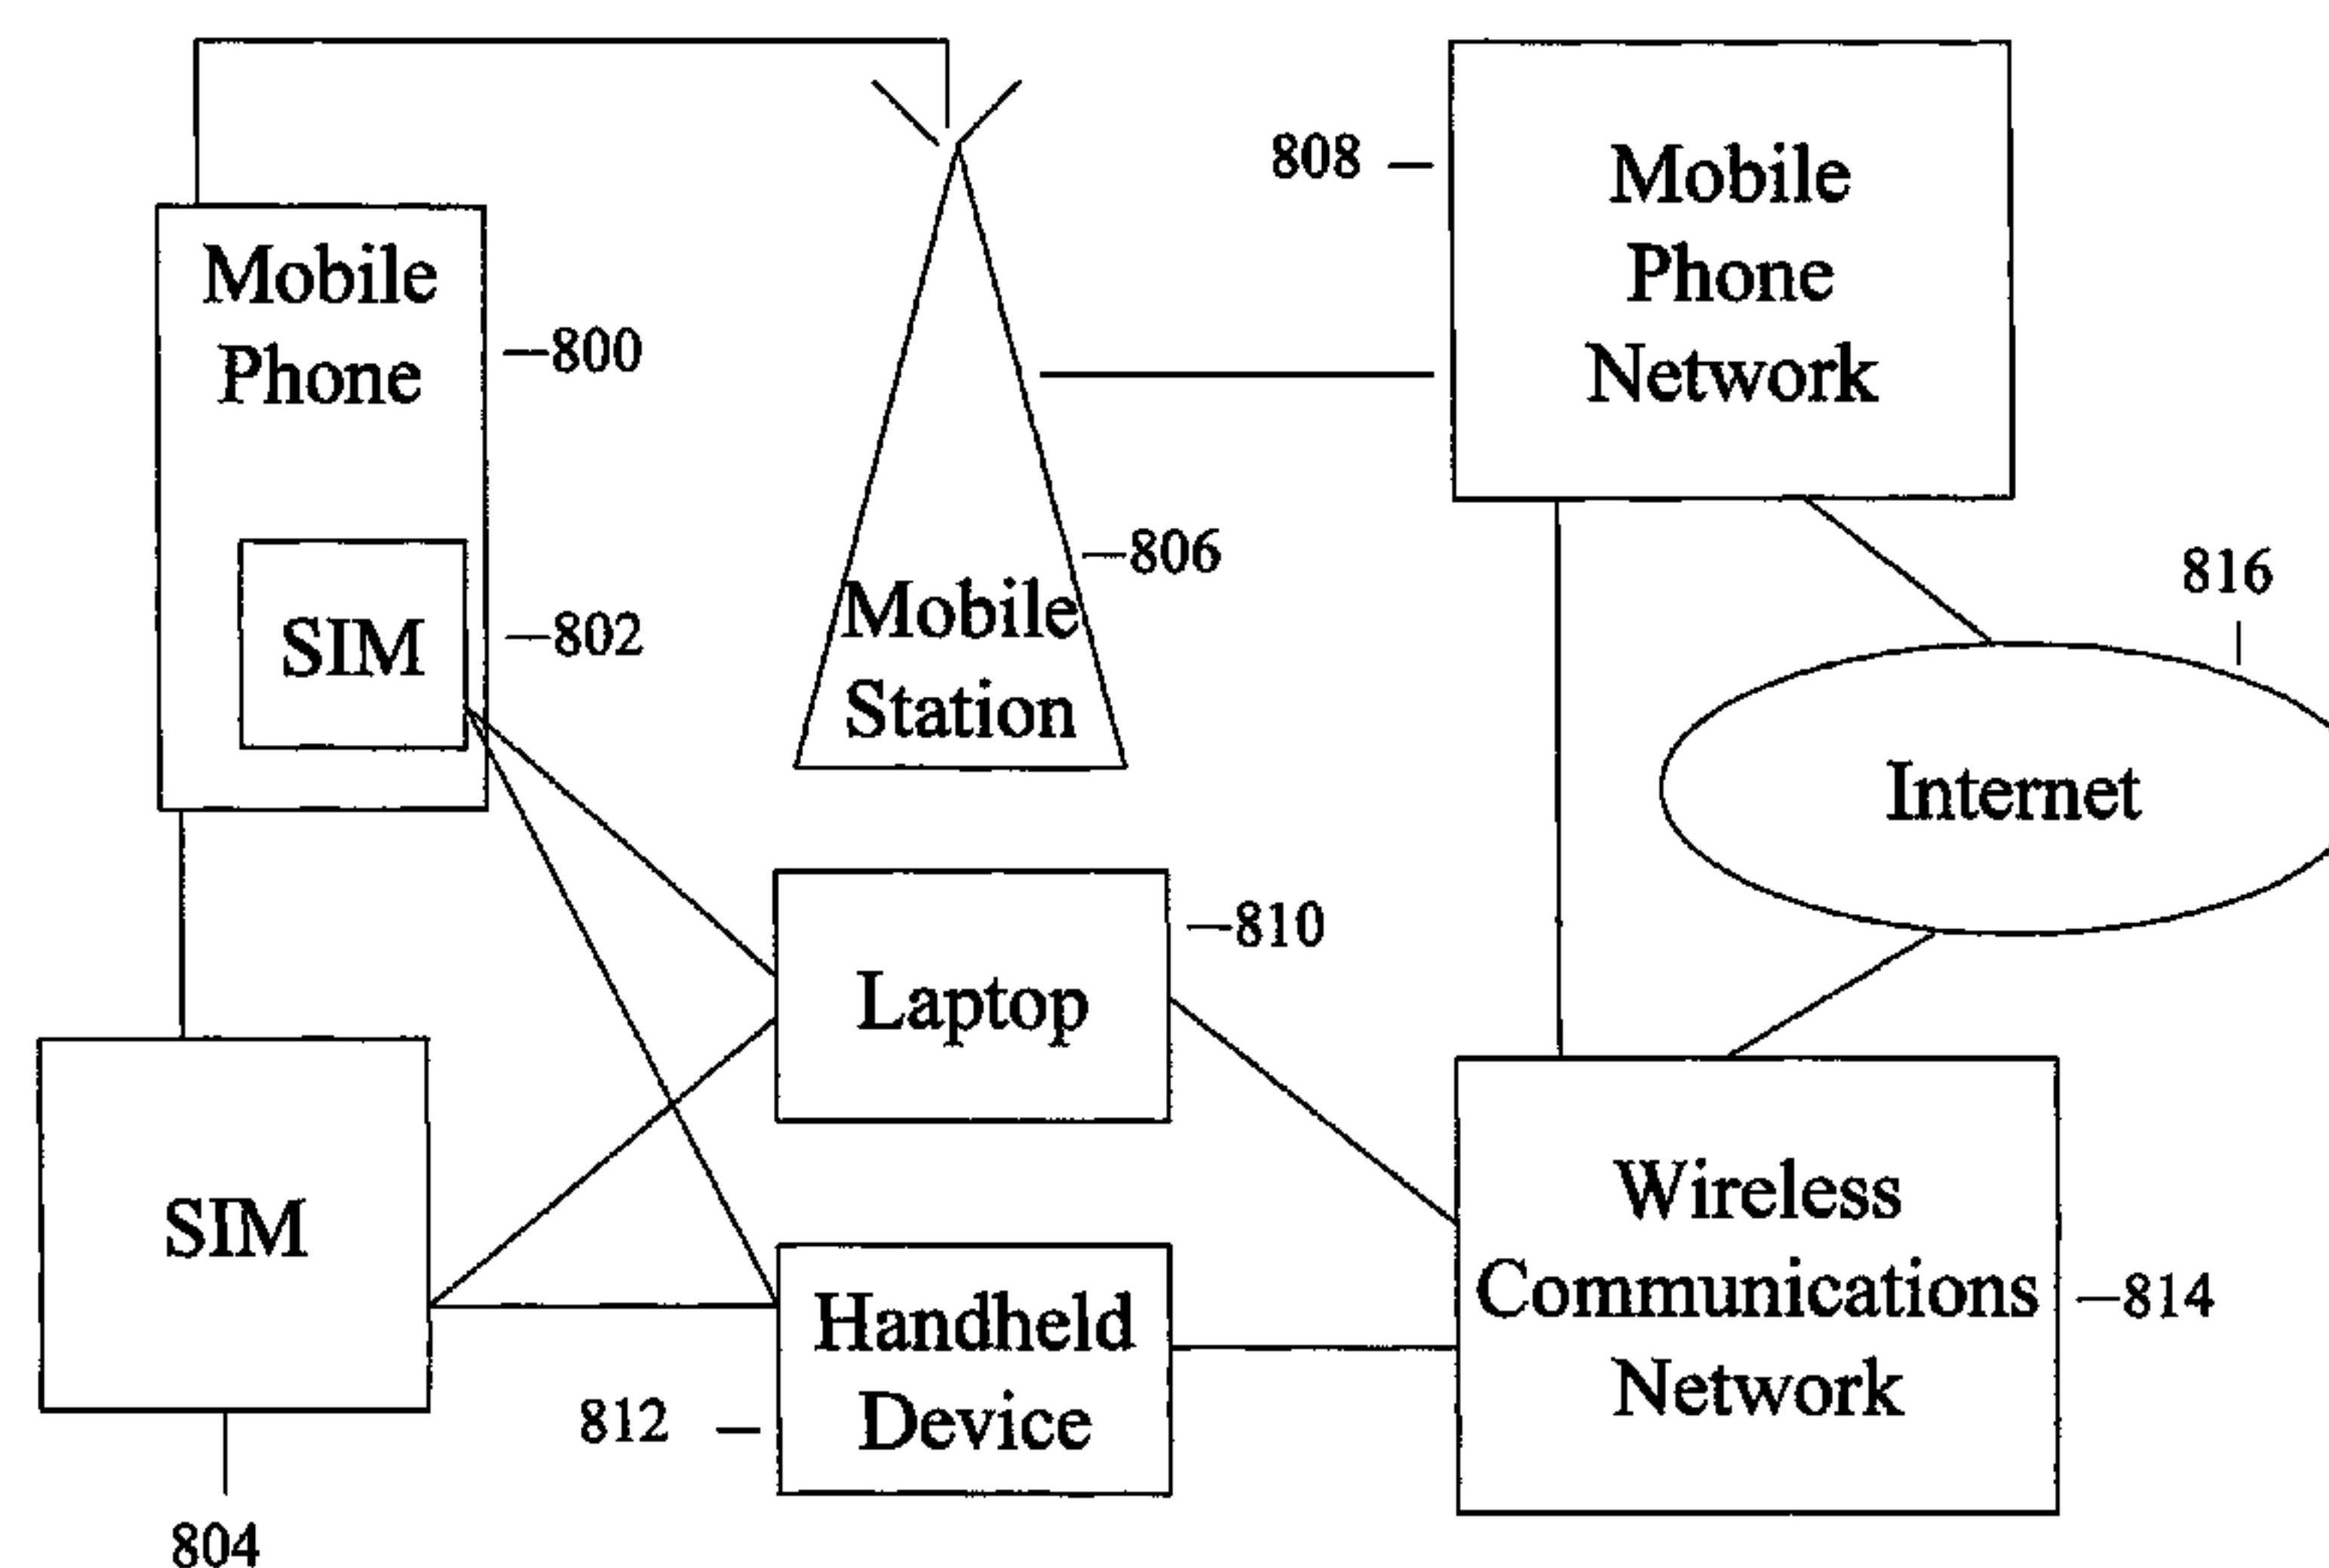 Mobile
Phone
800
SIM
802
Mobile
Station
806
808
Mobile
Phone
Network
816
Internet
Laptop
810
SIM
804
Handheld
Device
812
Wireless
Communications
Network
814